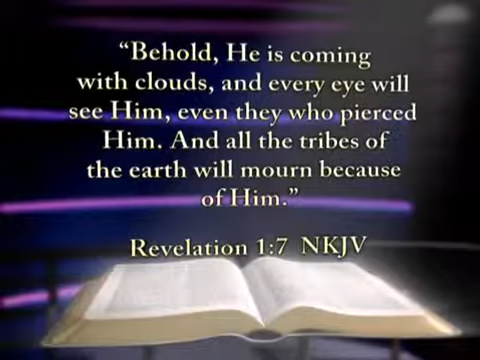 “Behold, He is coming
with clouds, and every eye will
see Him, even they who pierced
Him. And all the tribes of
the earth will mourn because
of Him.”
Revelation 1:7 NKJV